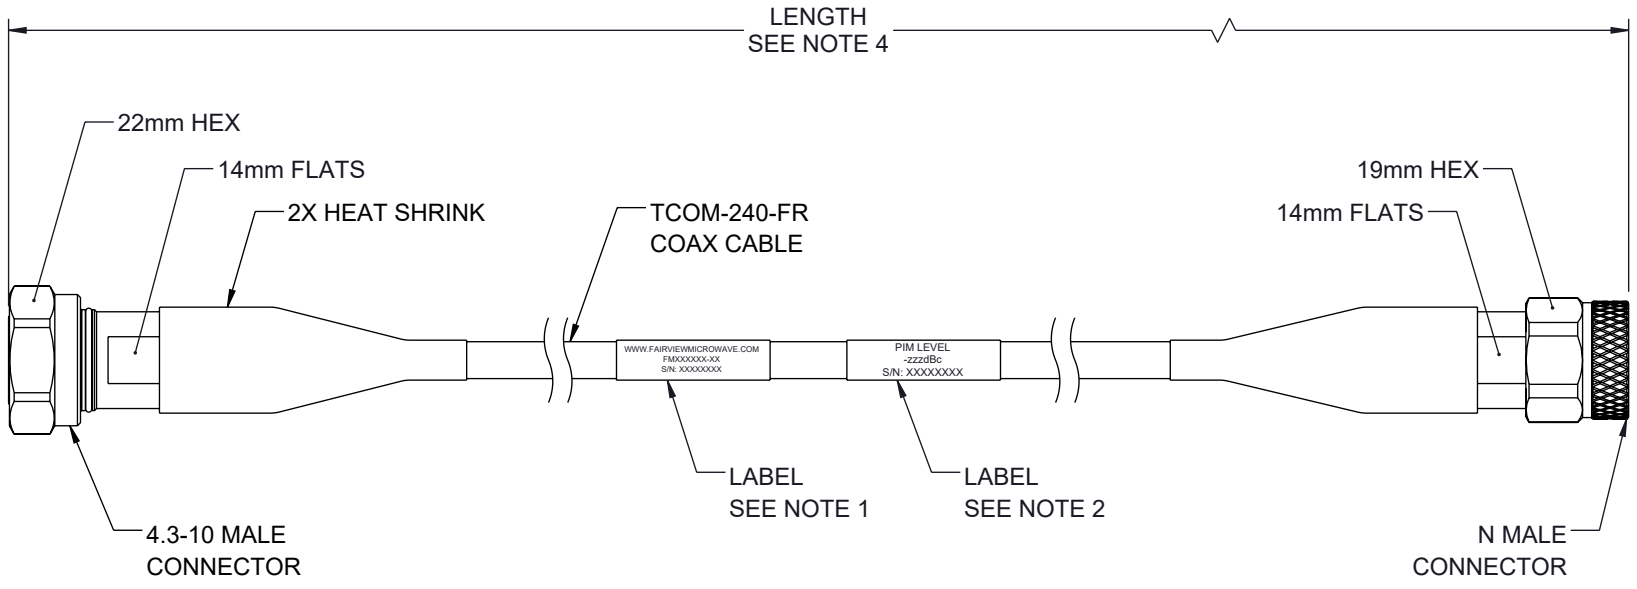 LENGTH
SEE NOTE 4
22mm HEX
14mm FLATS
2X HEAT SHRINK
TCOM-240-FR
COAX CABLE
19mm HEX
14mm FLATS
WWW.FAIRVIEWMICROWAVE.COM
FMXXXXXX-XX
S/N: XXXXXXXX
PIM LEVEL
-zzzdBc
S/N: XXXXXXXX
LABEL
SEE NOTE 1
LABEL
SEE NOTE 2
4.3-10 MALE
CONNECTOR
N MALE
CONNECTOR